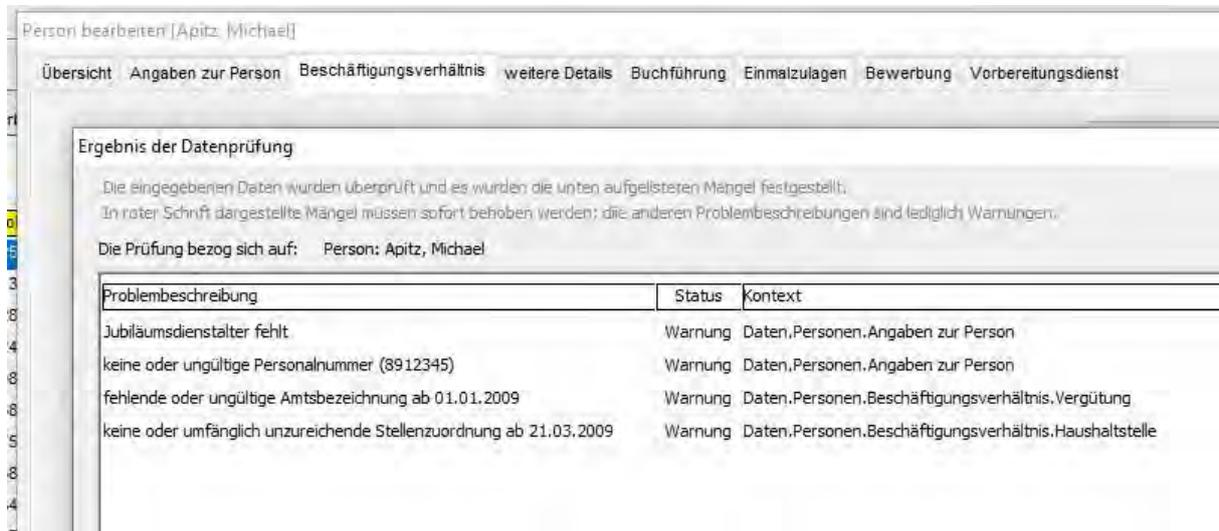 Person bearbeiten [Apitz, Michael]
Übersicht Angaben zur Person Beschäftigungsverhältnis weitere Details Buchführung Einmalzulagen Bewerbung Vorbereitungsdienst
Ergebnis der Datenprüfung
Die eingegebenen Daten wurden überprüft und es wurden die unten aufgelisteten Mängel festgestellt.
In roter Schrift dargestellte Mängel müssen sofort behoben werden; die anderen Problembeschreibungen sind lediglich Warnungen.
Die Prüfung bezog sich auf: Person: Apitz, Michael
Problembeschreibung Status Kontext
Jubiläumsdienstalter fehlt Warnung Daten.Personen.Angaben zur Person
keine oder ungültige Personalnummer (8912345) Warnung Daten.Personen.Angaben zur Person
fehlende oder ungültige Amtsbezeichnung ab 01.01.2009 Warnung Daten.Personen.Beschäftigungsverhältnis.Vergütung
keine oder umfänglich unzureichende Stellenzuordnung ab 21.03.2009 Warnung Daten.Personen.Beschäftigungsverhältnis.Haushaltstelle